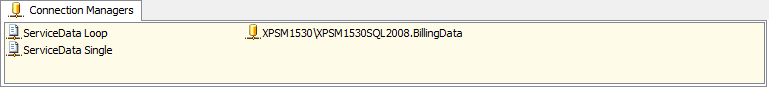 Connection Managers
ServiceData Loop
XPSM1530\XPSM1530SQL2008.BillingData
ServiceData Single